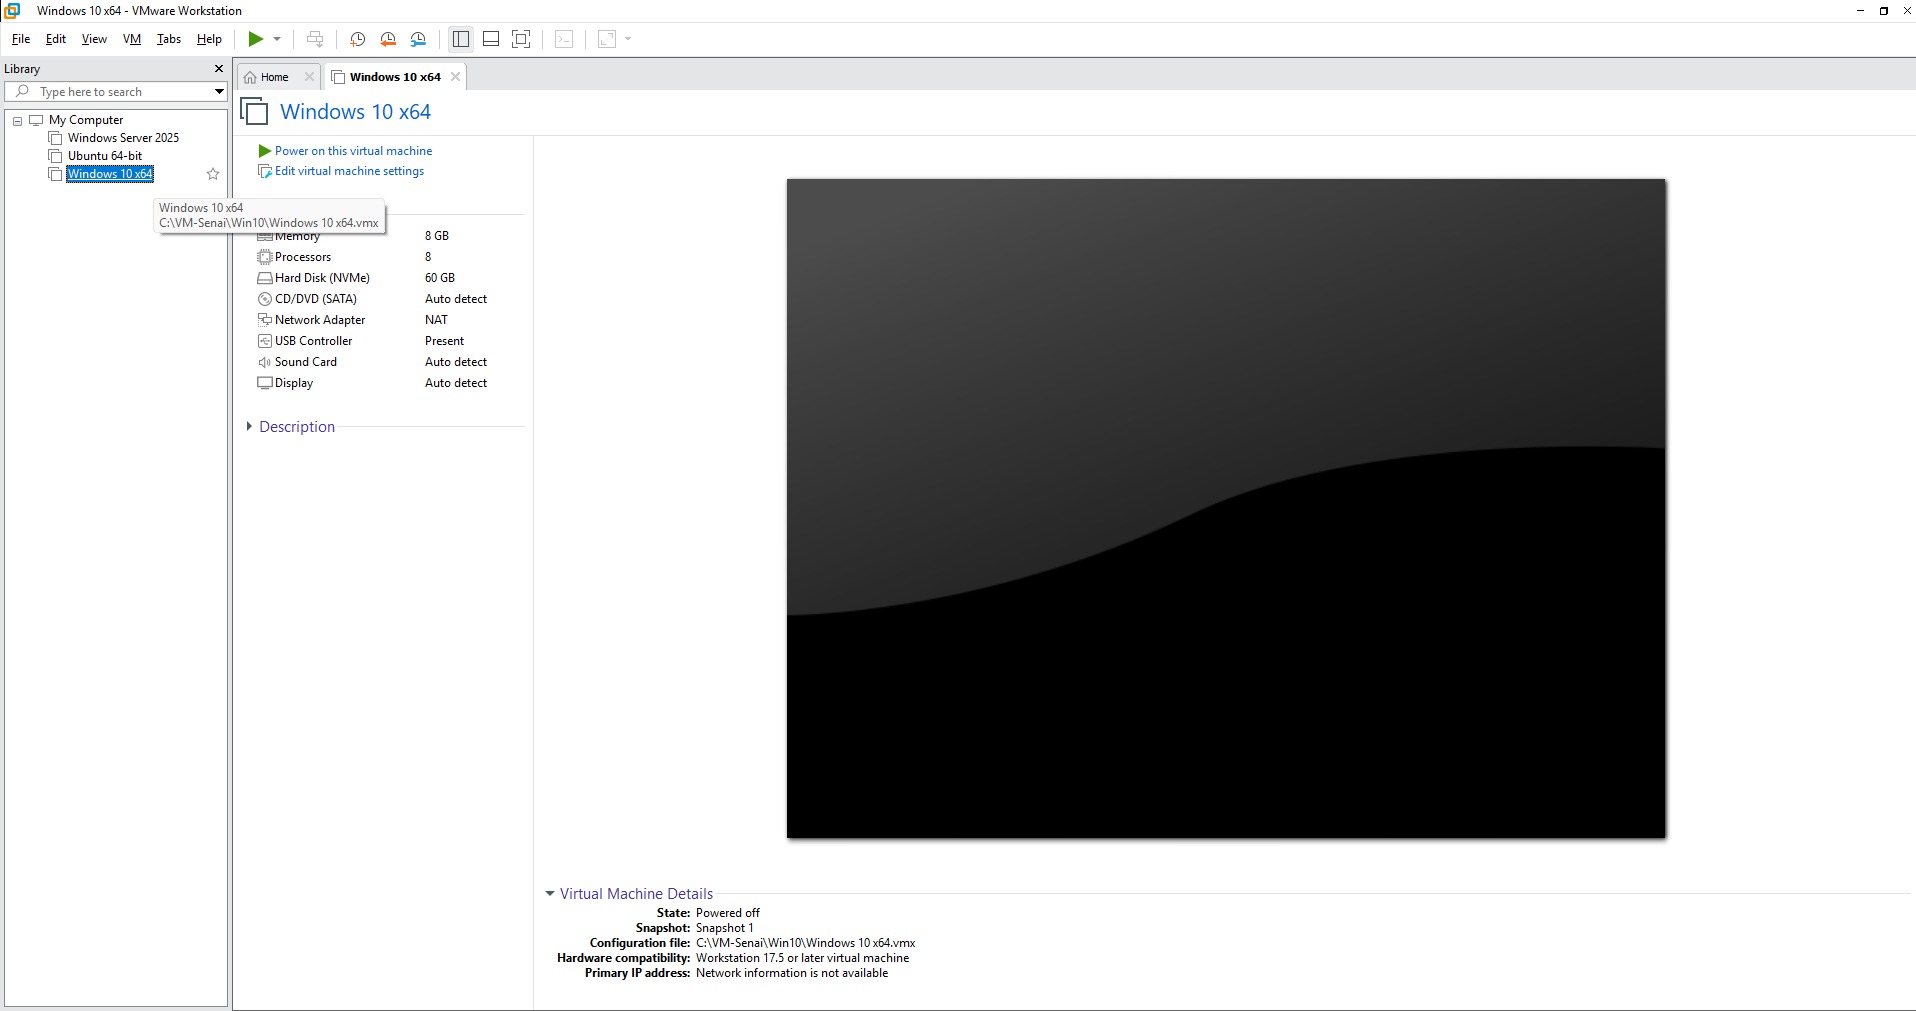 Windows 10 x64 - VMware Workstation
File Edit View VM Tabs Help
Library
Type here to search
My Computer
Windows Server 2025
Ubuntu 64-bit
Windows 10 x64
Windows 10 x64
C:\VM-Senai\Win10\Windows 10 x64.vmx
Home
Windows 10 x64
Windows 10 x64
Power on this virtual machine
Edit virtual machine settings
Memory 8 GB
Processors 8
Hard Disk (NVMe) 60 GB
CD/DVD (SATA) Auto detect
Network Adapter NAT
USB Controller Present
Sound Card Auto detect
Display Auto detect
Description
Virtual Machine Details
State: Powered off
Snapshot: Snapshot 1
Configuration file: C:\VM-Senai\Win10\Windows 10 x64.vmx
Hardware compatibility: Workstation 17.5 or later virtual machine
Primary IP address: Network information is not available